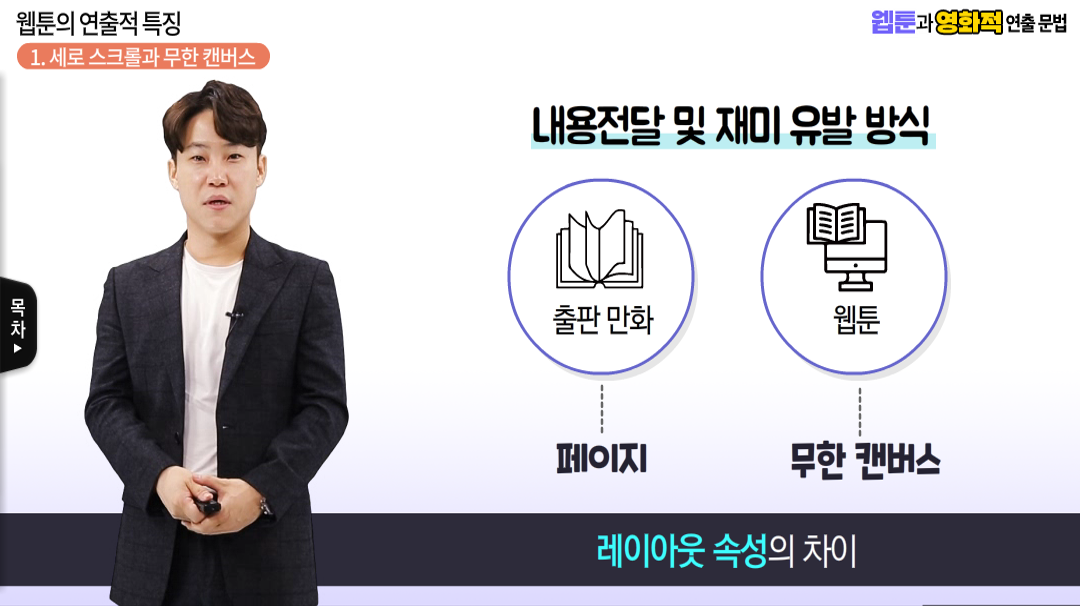 웹툰의 연출적 특징
웹툰과 영화적 연출 문법
1. 세로 스크롤과 무한 캔버스
내용전달 및 재미 유발 방식
출판 만화
웹툰
목차
페이지
무한 캔버스
레이아웃 속성의 차이